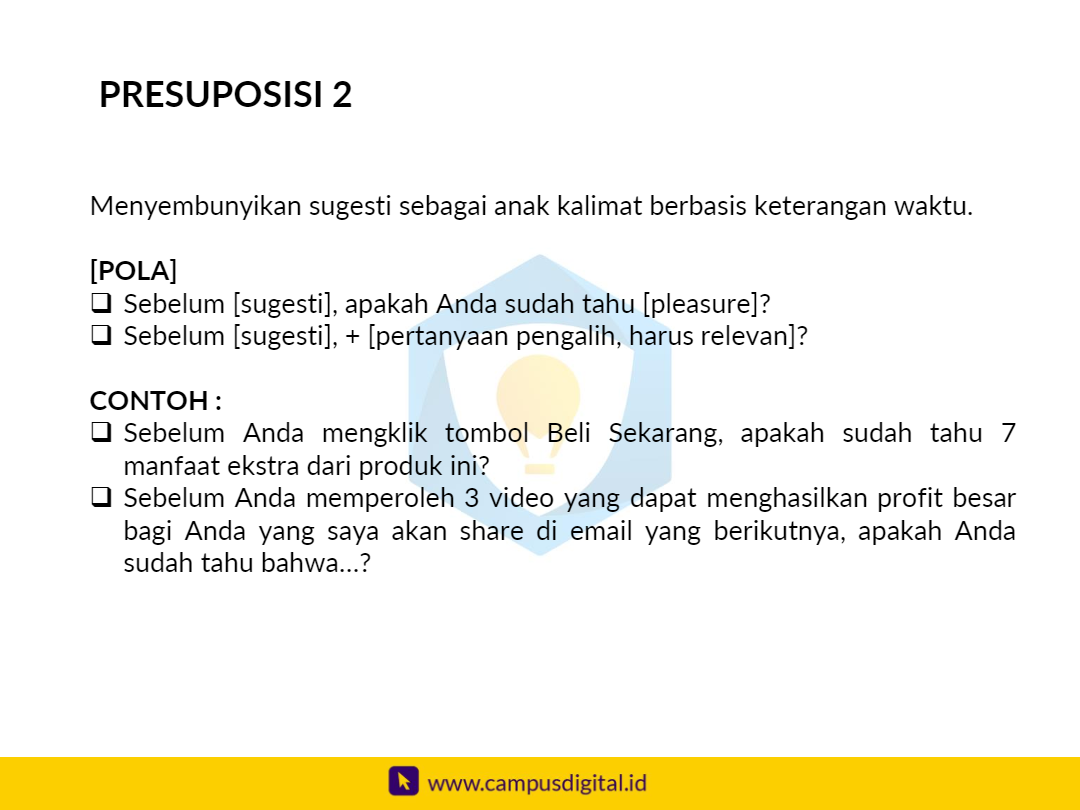 PRESUPOSISI 2
Menyembunyikan sugesti sebagai anak kalimat berbasis keterangan waktu.
[POLA]
❑ Sebelum [sugesti], apakah Anda sudah tahu [pleasure]?
❑ Sebelum [sugesti], + [pertanyaan pengalih, harus relevan]?
CONTOH :
❑ Sebelum Anda mengklik tombol Beli Sekarang, apakah sudah tahu 7
manfaat ekstra dari produk ini?
❑ Sebelum Anda memperoleh 3 video yang dapat menghasilkan profit besar
bagi Anda yang saya akan share di email yang berikutnya, apakah Anda
sudah tahu bahwa...?
www.campusdigital.id